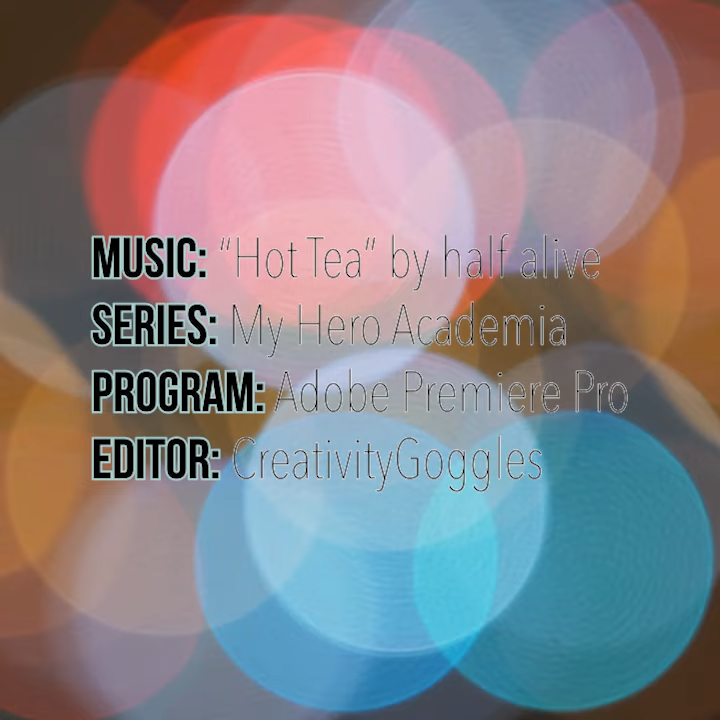 MUSIC: “Hot Tea” by half alive
SERIES: My Hero Academia
PROGRAM: Adobe Premiere Pro
EDITOR: CreativityGoggles